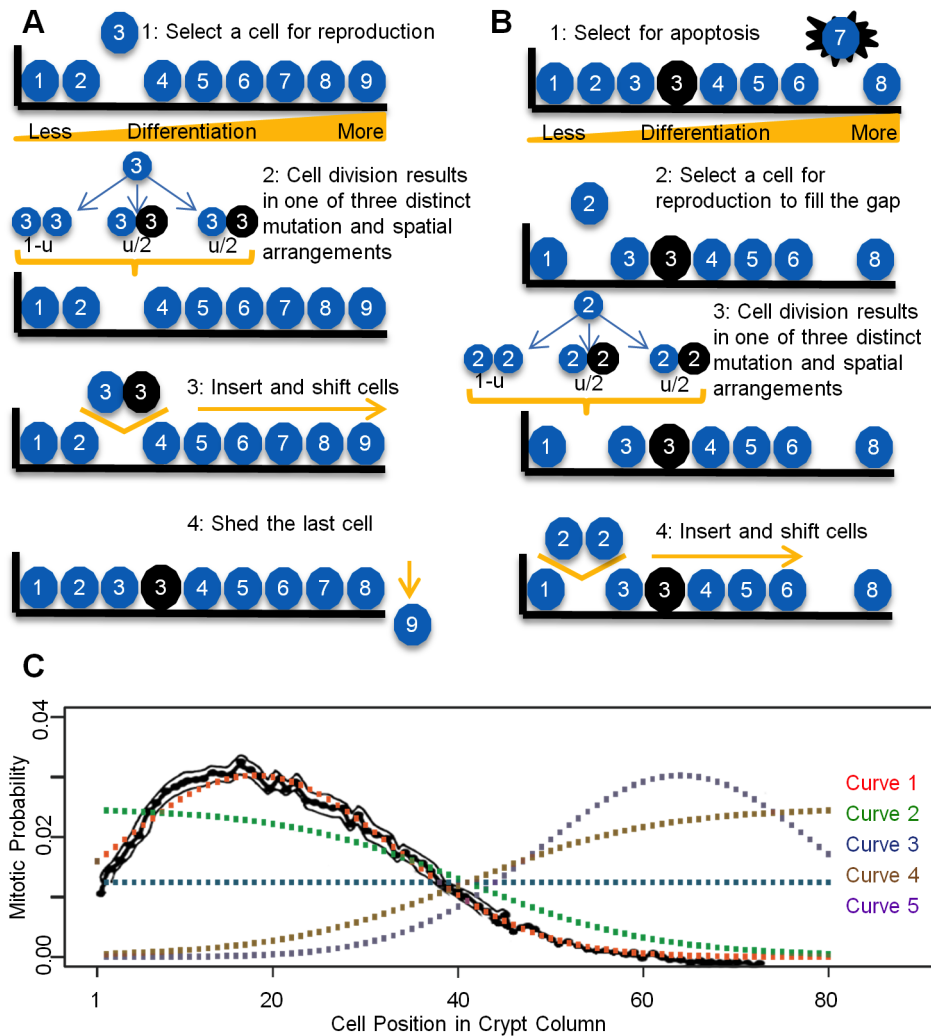 A
3
1: Select a cell for reproduction
1 2 4 5 6 7 8 9
Less Differentiation More
3
2: Cell division results
in one of three distinct
mutation and spatial
arrangements
3 3 3 3 3 3
1-u u/2 u/2
1 2 4 5 6 7 8 9
3 3
3: Insert and shift cells
1 2 4 5 6 7 8 9
4: Shed the last cell
1 2 3 3 4 5 6 7 8
9
B
1: Select for apoptosis
7
1 2 3 3 4 5 6 8
Less Differentiation More
2: Select a cell for
reproduction to fill the gap
2
1 3 3 4 5 6 8
2
3: Cell division results
in one of three distinct
mutation and spatial
arrangements
2 2 2 2 2 2
1-u u/2 u/2
1 3 3 4 5 6 8
2 2
4: Insert and shift cells
1 3 3 4 5 6 8
C
Mitotic Probability
0.04
0.02
0.00
Curve 1
Curve 2
Curve 3
Curve 4
Curve 5
1 20 40 60 80
Cell Position in Crypt Column